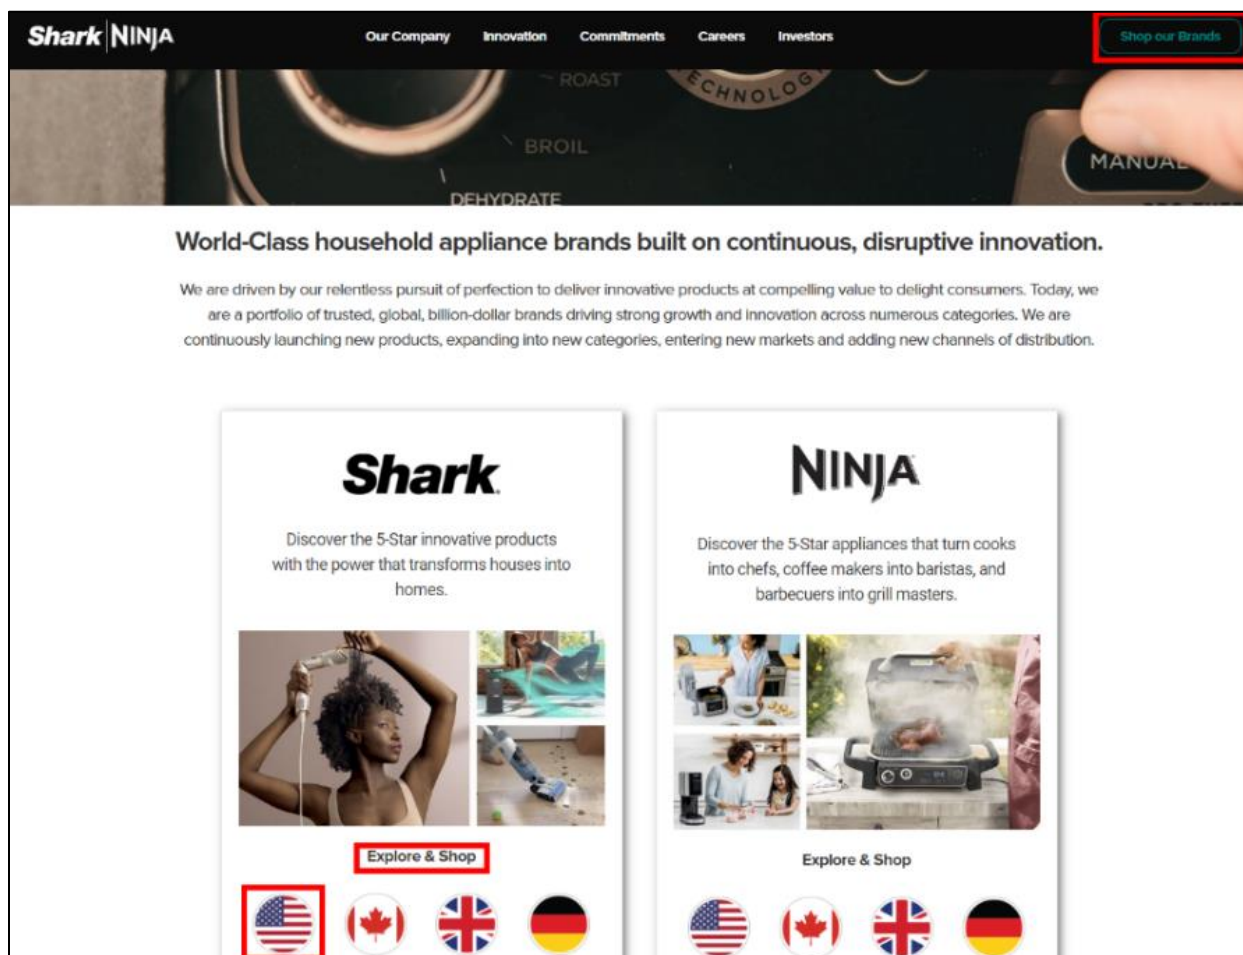 Shark NINJA
Our Company Innovation Commitments Careers Investors
Shop our Brands
ROAST
TECHNOLOG
BROIL
DEHYDRATE
MANUAL
World-Class household appliance brands built on continuous, disruptive innovation.
We are driven by our relentless pursuit of perfection to deliver innovative products at compelling value to delight consumers. Today, we
are a portfolio of trusted, global, billion-dollar brands driving strong growth and innovation across numerous categories. We are
continuously launching new products, expanding into new categories, entering new markets and adding new channels of distribution.
Shark
Discover the 5-Star innovative products
with the power that transforms houses into
homes.
Explore & Shop
NINJA
Discover the 5-Star appliances that turn cooks
into chefs, coffee makers into baristas, and
barbecuers into grill masters.
Explore & Shop